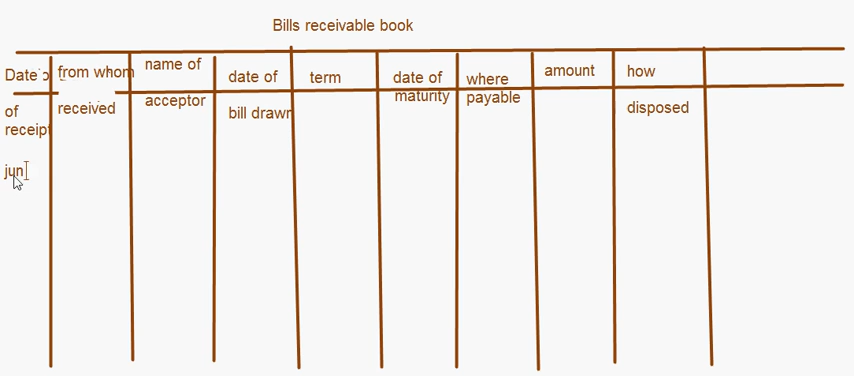 Bills receivable book
Date of receipt
from whom received
name of acceptor
date of bill drawn
term
date of maturity
where payable
amount
how disposed
jun